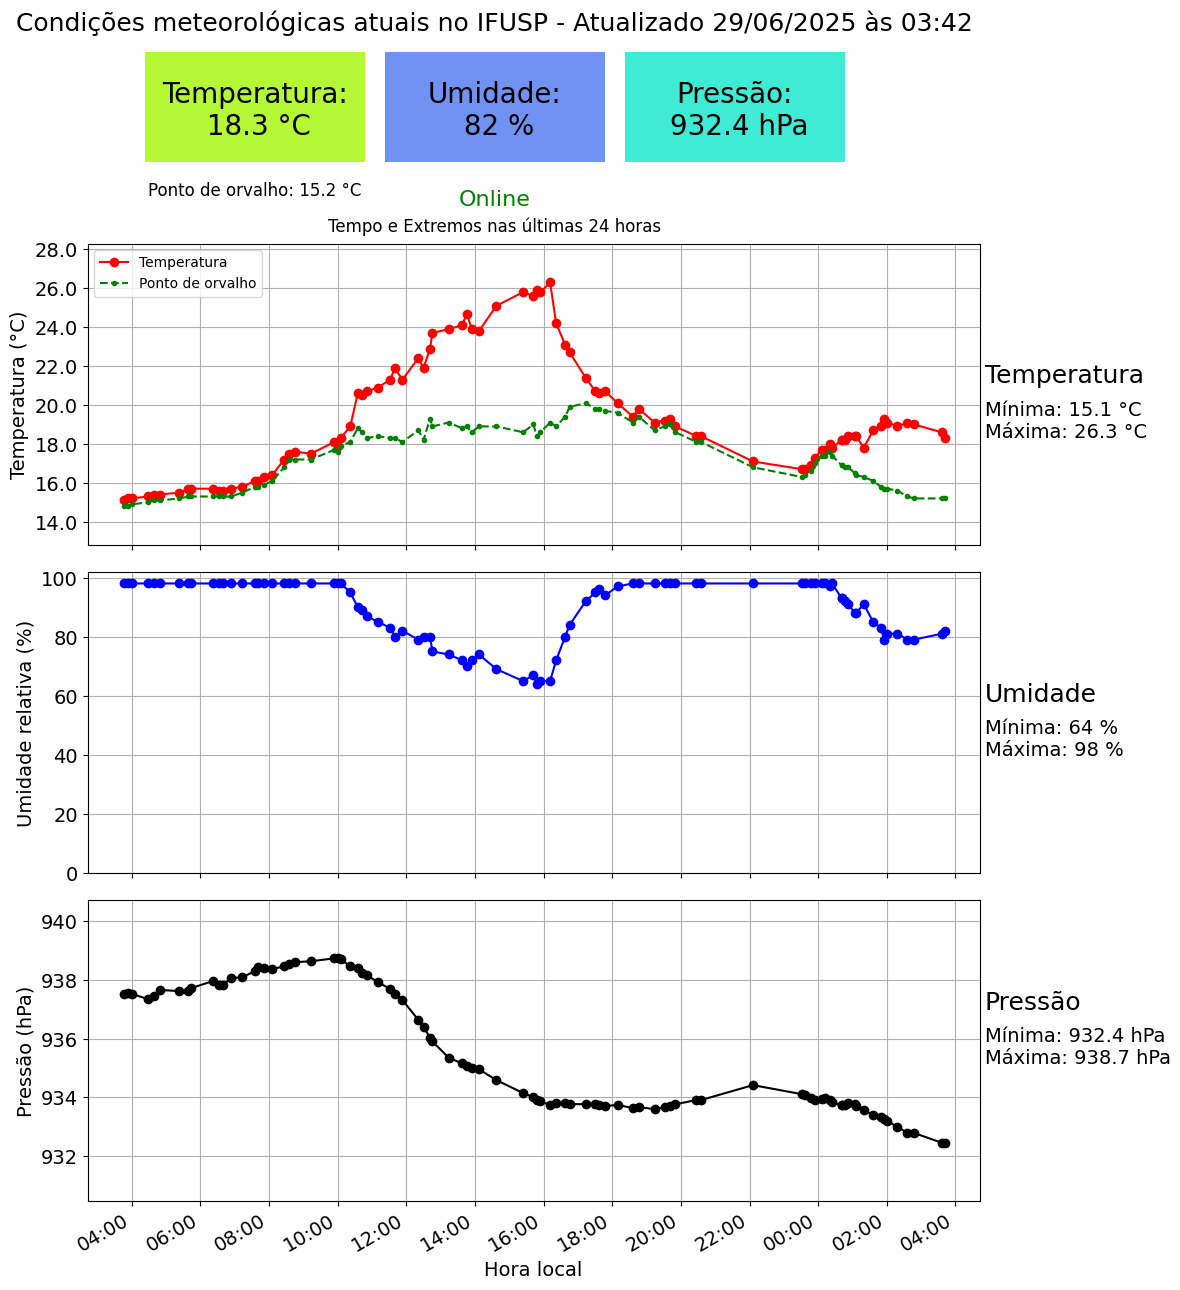 Condições meteorológicas atuais no IFUSP - Atualizado 29/06/2025 às 03:42
Temperatura:
18.3 °C
Umidade:
82 %
Pressão:
932.4 hPa
Ponto de orvalho: 15.2 °C
Online
Tempo e Extremos nas últimas 24 horas
Temperatura (°C)
28.0
26.0
24.0
22.0
20.0
18.0
16.0
14.0
Temperatura
Ponto de orvalho
Temperatura
Mínima: 15.1 °C
Máxima: 26.3 °C
Umidade relativa (%)
100
80
60
40
20
0
Umidade
Mínima: 64 %
Máxima: 98 %
Pressão (hPa)
940
938
936
934
932
Pressão
Mínima: 932.4 hPa
Máxima: 938.7 hPa
04:00 06:00 08:00 10:00 12:00 14:00 16:00 18:00 20:00 22:00 00:00 02:00 04:00
Hora local